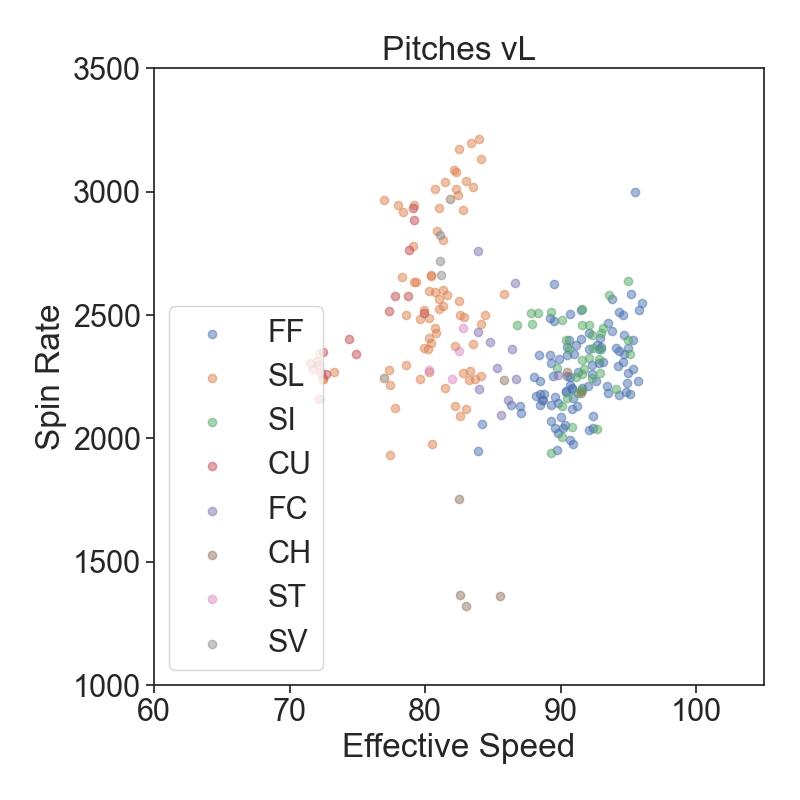 Pitches vL
3500
3000
2500
2000
1500
1000
Spin Rate
FF
SL
SI
CU
FC
CH
ST
SV
60 70 80 90 100
Effective Speed